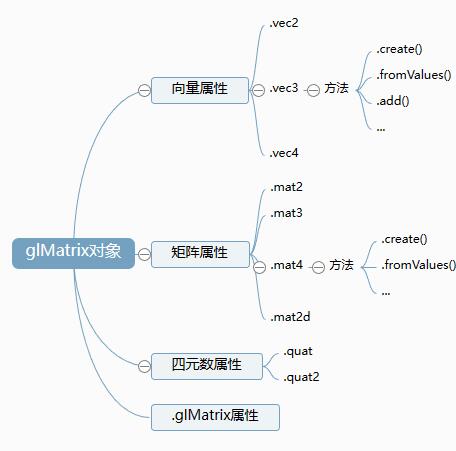 glMatrix对象
向量属性
.vec2
.vec3
方法
.create()
.fromValues()
.add()
...
.vec4
矩阵属性
.mat2
.mat3
.mat4
方法
.create()
.fromValues()
...
.mat2d
四元数属性
.quat
.quat2
.glMatrix属性